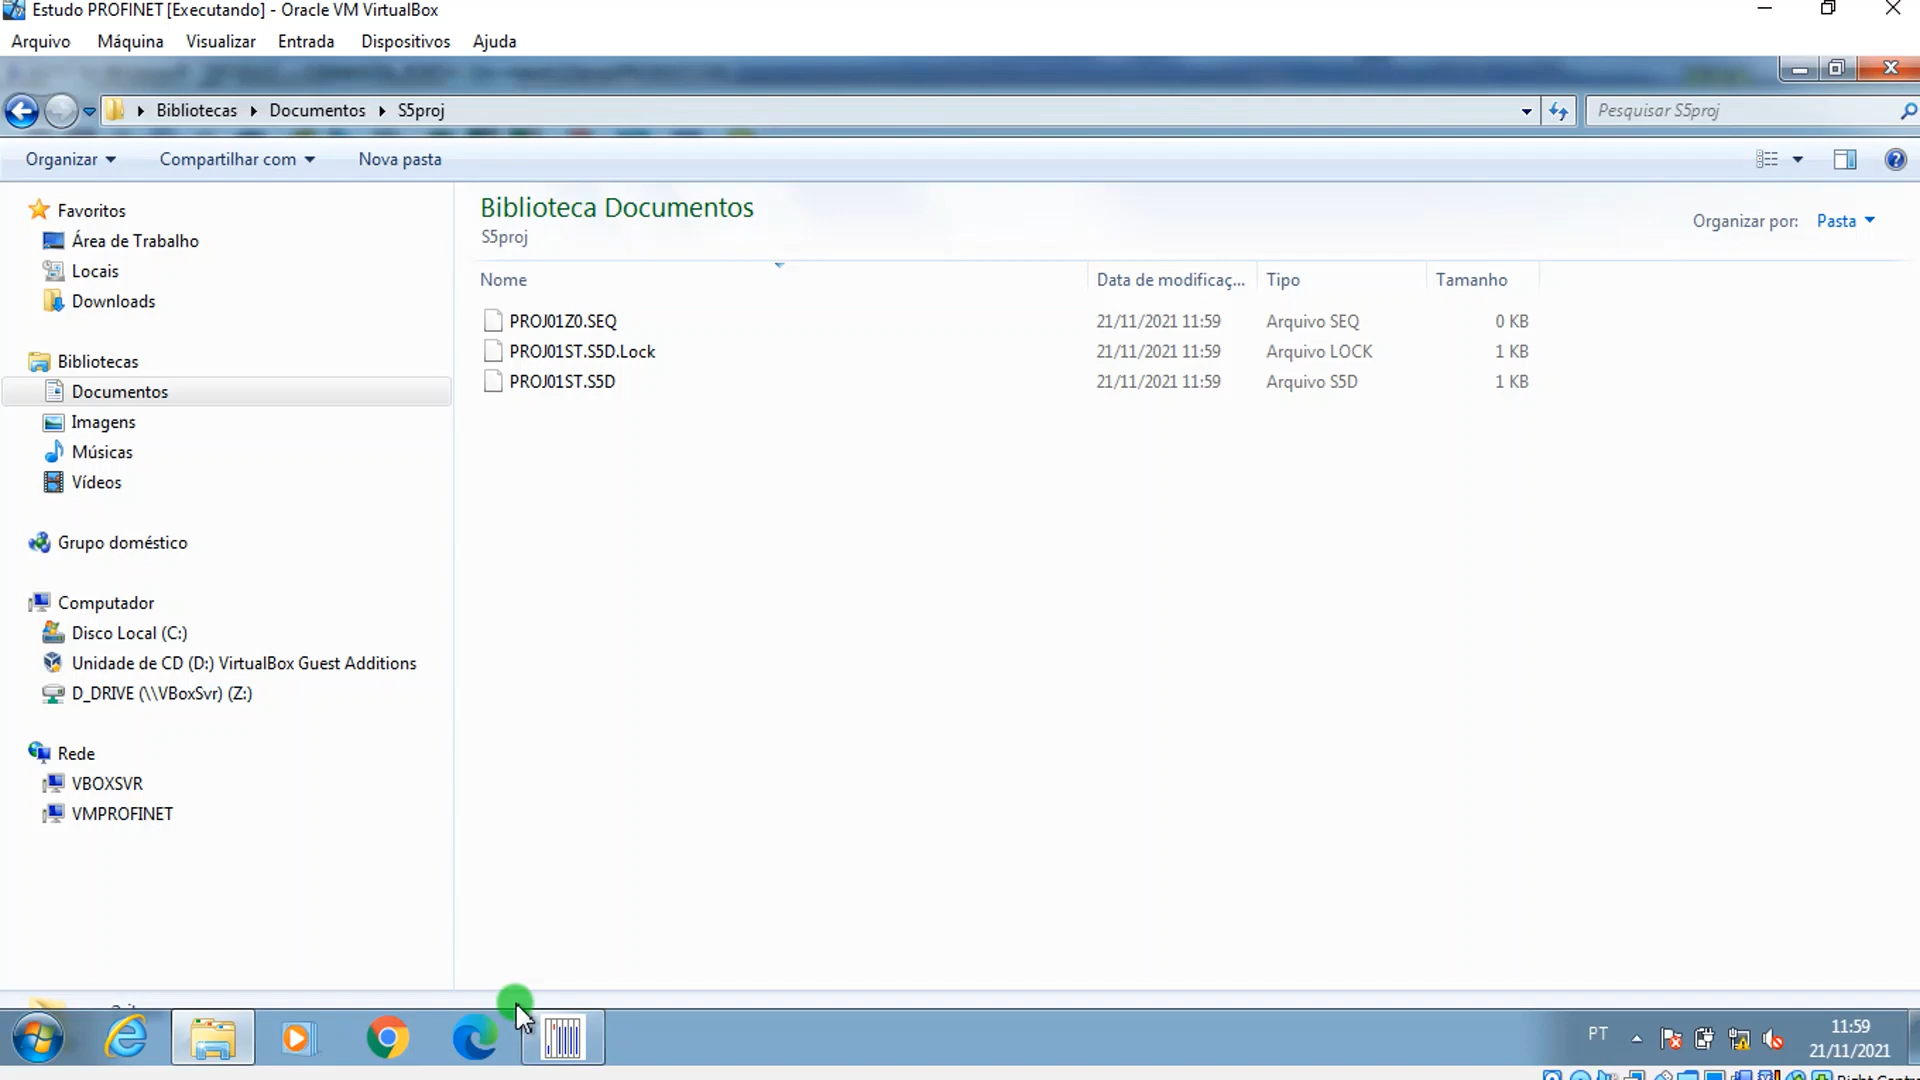 Estudo PROFINET [Executando] - Oracle VM VirtualBox
Arquivo Máquina Visualizar Entrada Dispositivos Ajuda
Bibliotecas Documentos S5proj
Pesquisar S5proj
Organizar Compartilhar com Nova pasta
Favoritos
Área de Trabalho
Locais
Downloads
Bibliotecas
Documentos
Imagens
Músicas
Vídeos
Grupo doméstico
Computador
Disco Local (C:)
Unidade de CD (D:) VirtualBox Guest Additions
D_DRIVE (\\VBoxSvr) (Z:)
Rede
VBOXSVR
VMPROFINET
Biblioteca Documentos
S5proj
Organizar por: Pasta
Nome Data de modificaç... Tipo Tamanho
PROJ01Z0.SEQ 21/11/2021 11:59 Arquivo SEQ 0 KB
PROJ01ST.S5D.Lock 21/11/2021 11:59 Arquivo LOCK 1 KB
PROJ01ST.S5D 21/11/2021 11:59 Arquivo S5D 1 KB
PT
11:59
21/11/2021